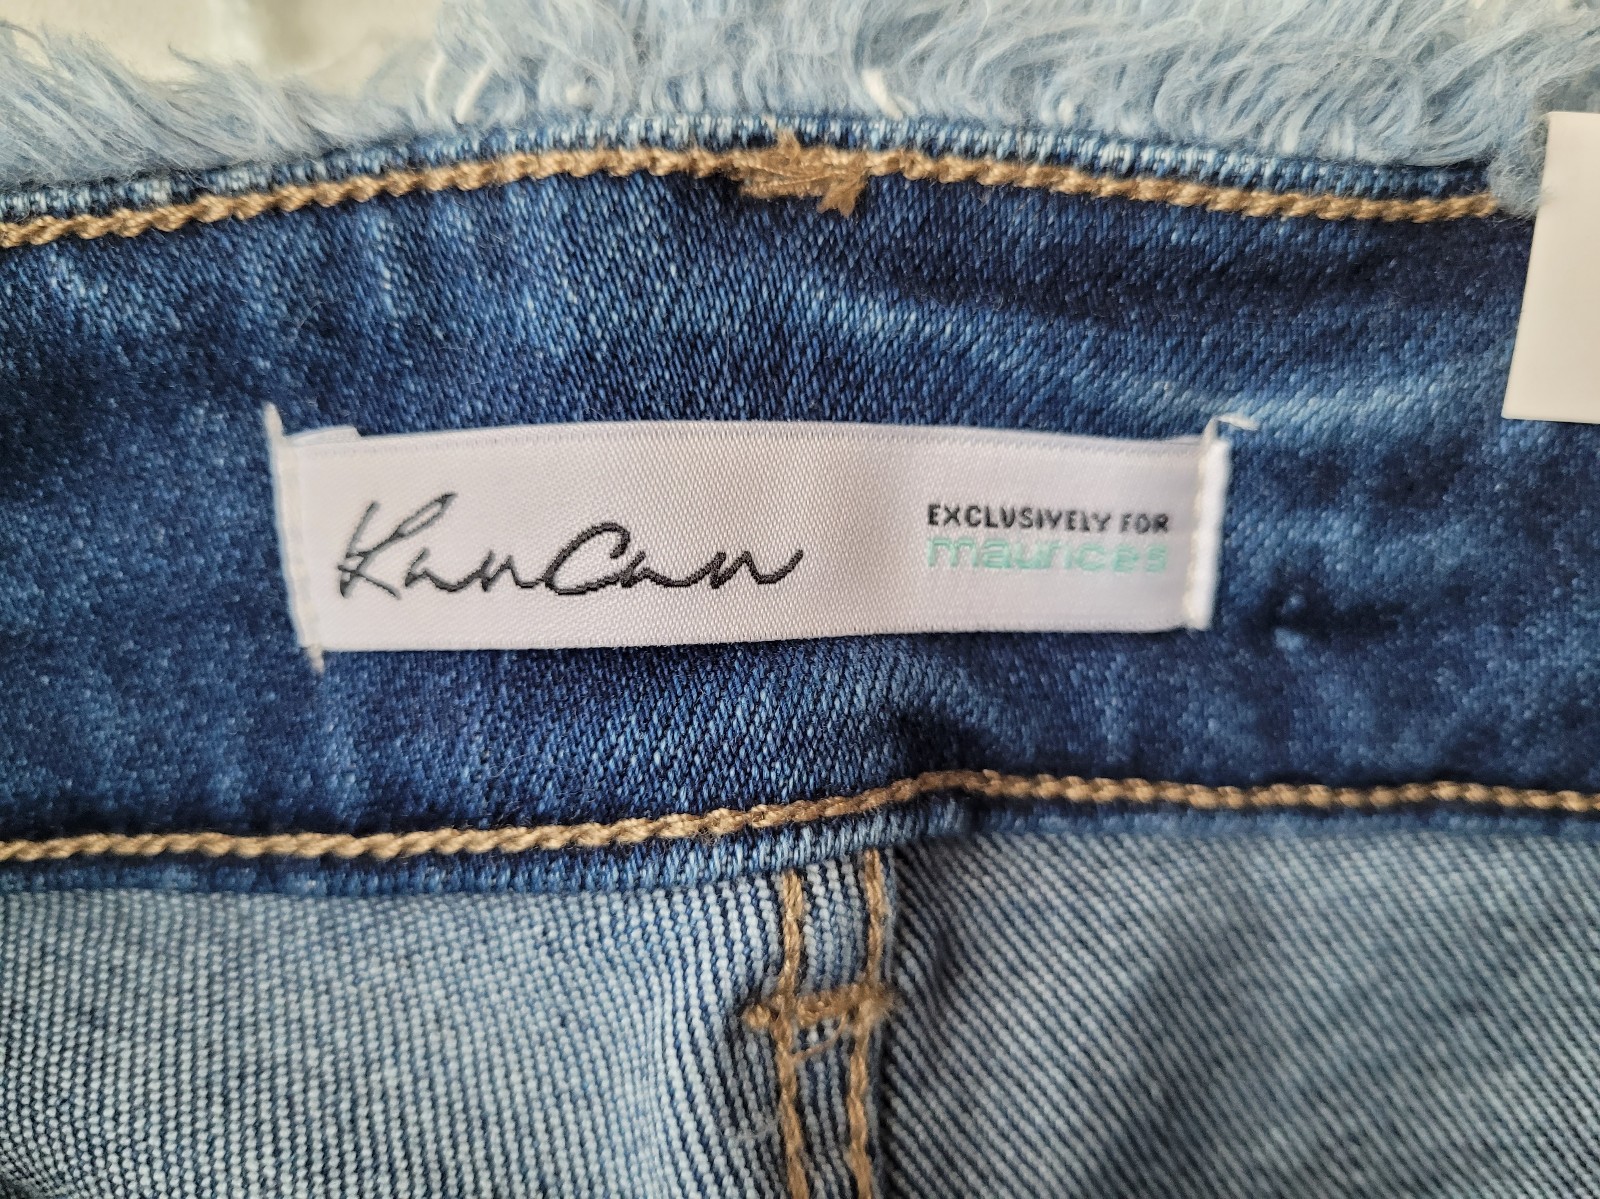 KanCan
EXCLUSIVELY FOR
maurices